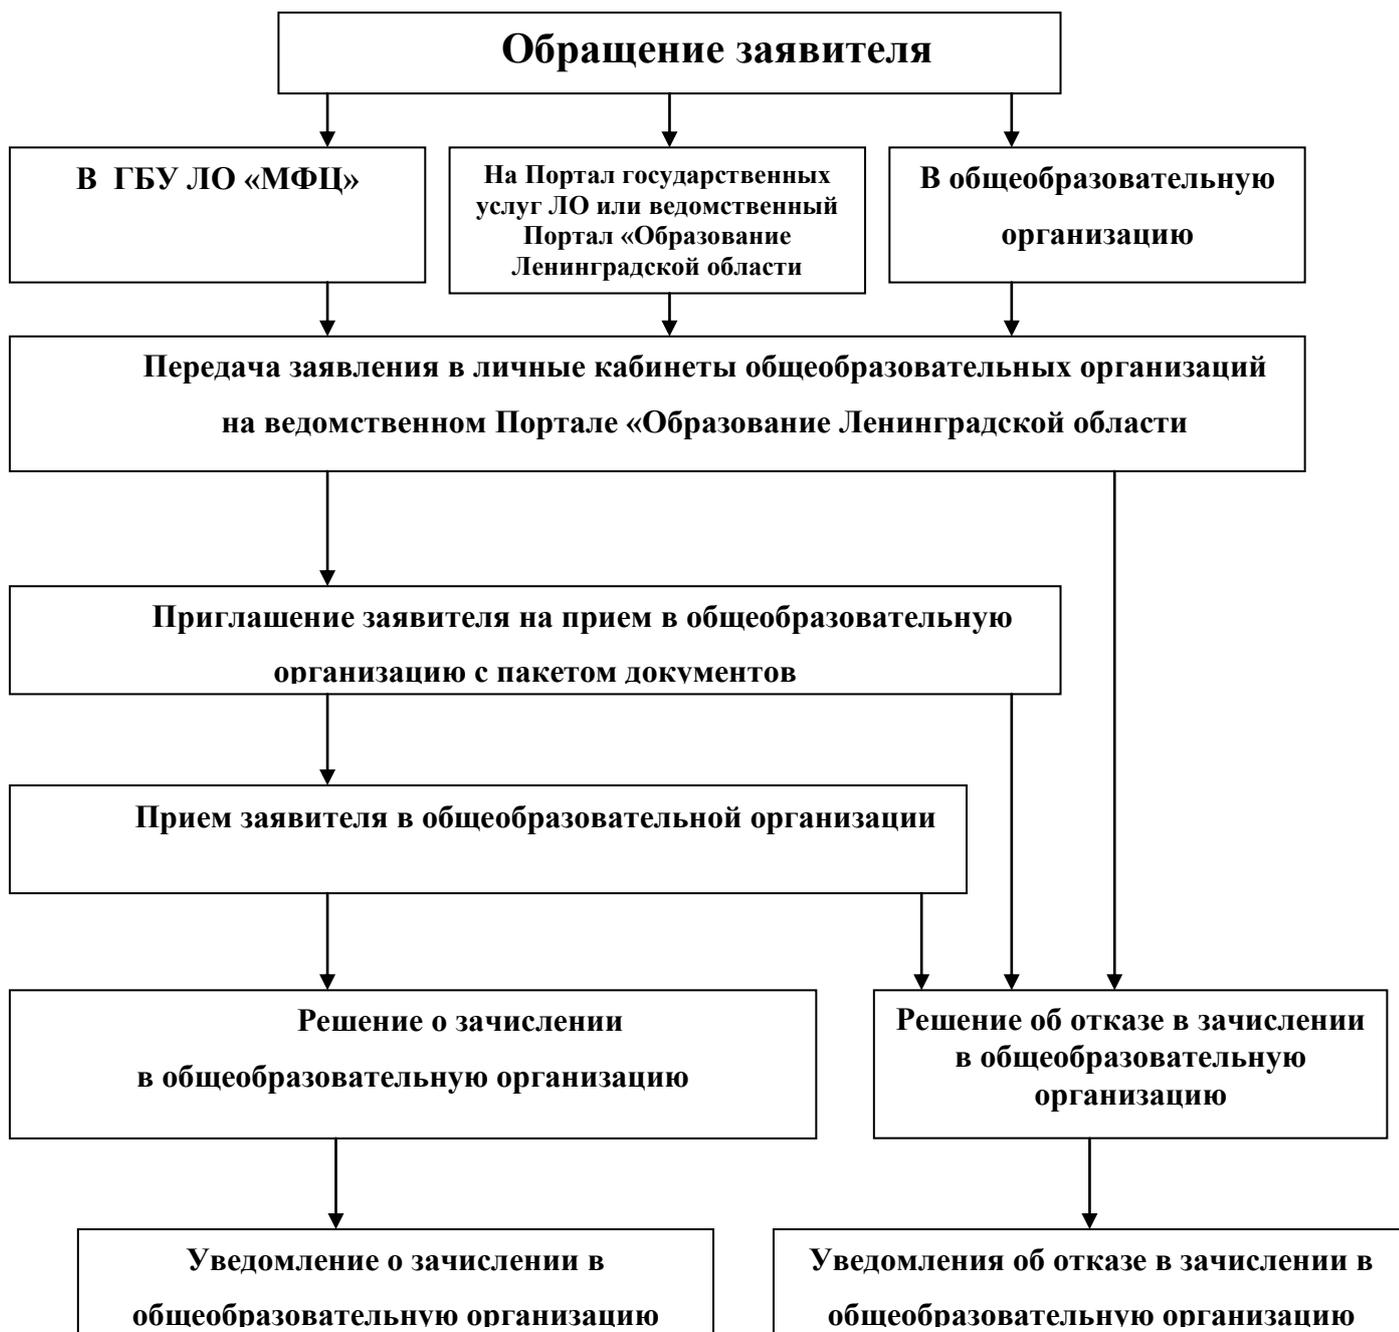 Обращение заявителя
В ГБУ ЛО «МФЦ»
На Портал государственных
услуг ЛО или ведомственный
Портал «Образование
Ленинградской области
В общеобразовательную
организацию
Передача заявления в личные кабинеты общеобразовательных организаций
на ведомственном Портале «Образование Ленинградской области
Приглашение заявителя на прием в общеобразовательную
организацию с пакетом документов
Прием заявителя в общеобразовательной организации
Решение о зачислении
в общеобразовательную организацию
Решение об отказе в зачислении
в общеобразовательную
организацию
Уведомление о зачислении в
общеобразовательную организацию
Уведомления об отказе в зачислении в
общеобразовательную организацию